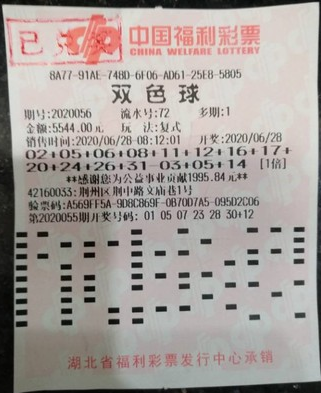 已兑奖
中国福利彩票
CHINA WELFARE LOTTERY
8A77-91AE-748D-6F06-AD61-25E8-5805
双色球
期号:2020056 流水号:72 多期:1
金额:5544.00元 玩法:复式
销售时间:2020/06/28-08:12:01 开奖:2020/06/28
02+05+06+08+11+12+16+17+
20+24+26+31-03+05+14 [1倍]
**感谢您为公益事业贡献1995.84元**
42160033:荆州区荆中路文庙巷1号
验票码:A569FF5A-9D8C869F-0B70D7A5-095D2C06
第2020055期开奖号码:01 05 07 23 28 30+12
湖北省福利彩票发行中心承销